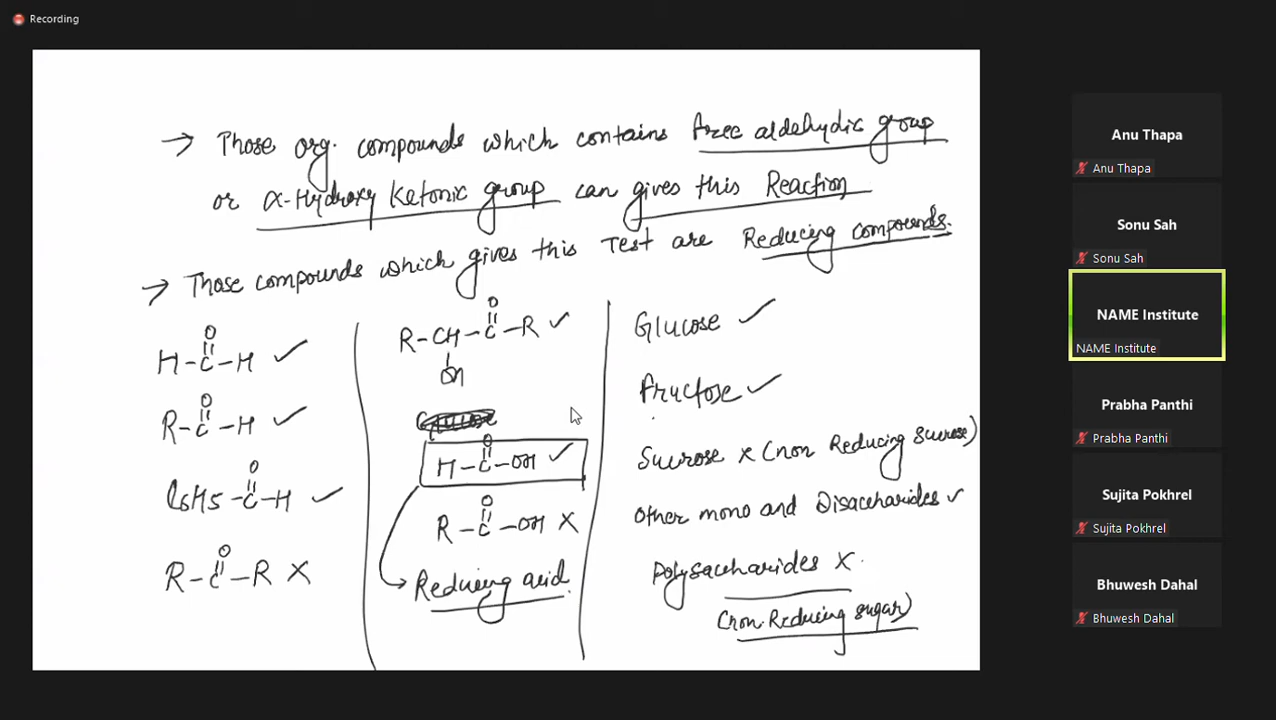 Recording
→ Those org. compounds which contains free aldehydic group
or α-Hydroxy Ketonic group can gives this Reaction
→ Those compounds which gives this Test are Reducing compounds.
O
H-C-H ✓
O
R-C-H ✓
O
C6H5-C-H ✓
O
R-C-R ×
O
R-CH-C-R ✓
OH
O
H-C-OH ✓
O
R-C-OH ×
Reducing acid.
Glucose ✓
fructose ✓
Sucrose × (non Reducing sucrose)
Other mono and Disaccharides ✓
Polysaccharides ×
(non-Reducing sugar)
Anu Thapa
Anu Thapa
Sonu Sah
Sonu Sah
NAME Institute
NAME Institute
Prabha Panthi
Prabha Panthi
Sujita Pokhrel
Sujita Pokhrel
Bhuwesh Dahal
Bhuwesh Dahal